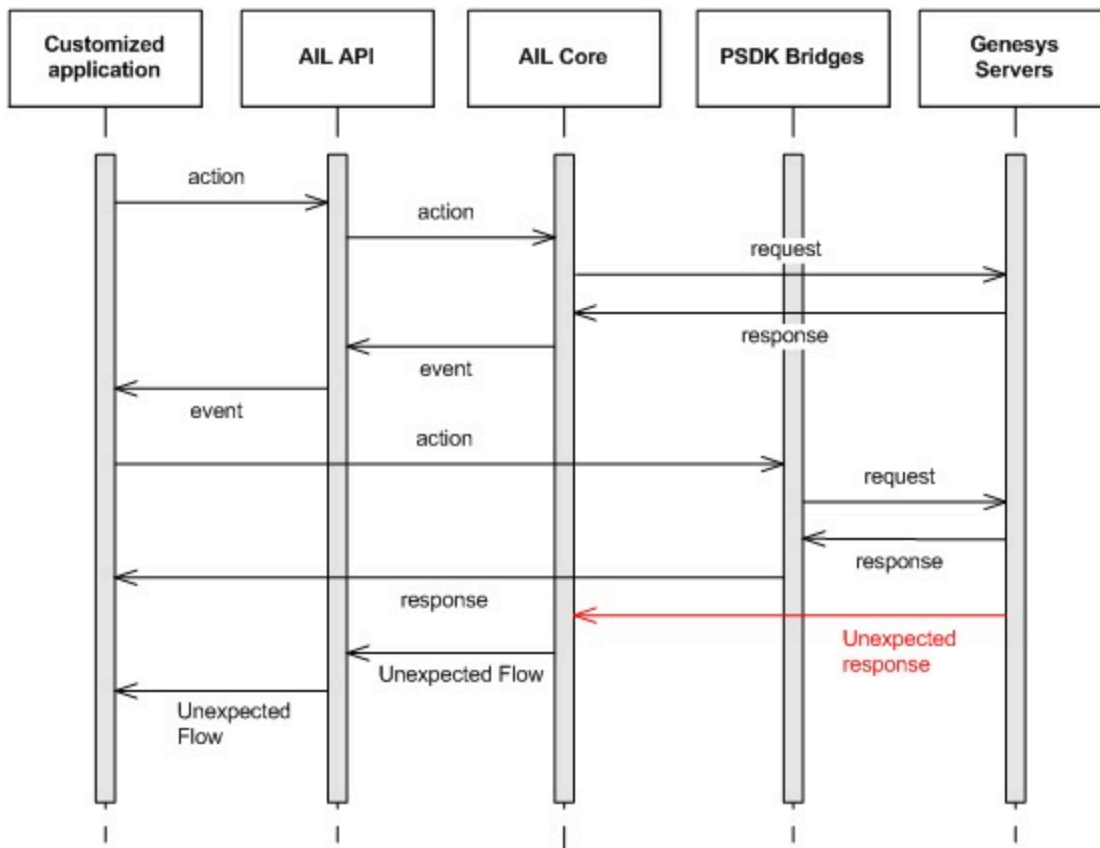 Customized
application
AIL API
AIL Core
PSDK Bridges
Genesys
Servers
action
action
request
response
event
event
action
request
response
response
Unexpected
response
Unexpected Flow
Unexpected
Flow